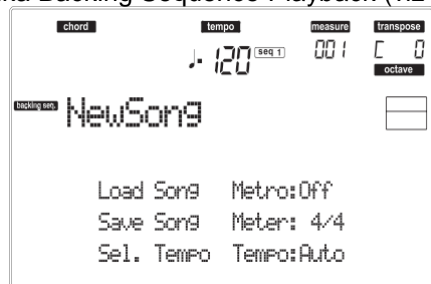 ka Backing Sequence Playback (1.2
chord tempo measure transpose
♩. 120 seq 1 001 C 0
octave
backing seq. NewSong
Load Song Metro:Off
Save Song Meter: 4/4
Sel. Tempo Tempo:Auto